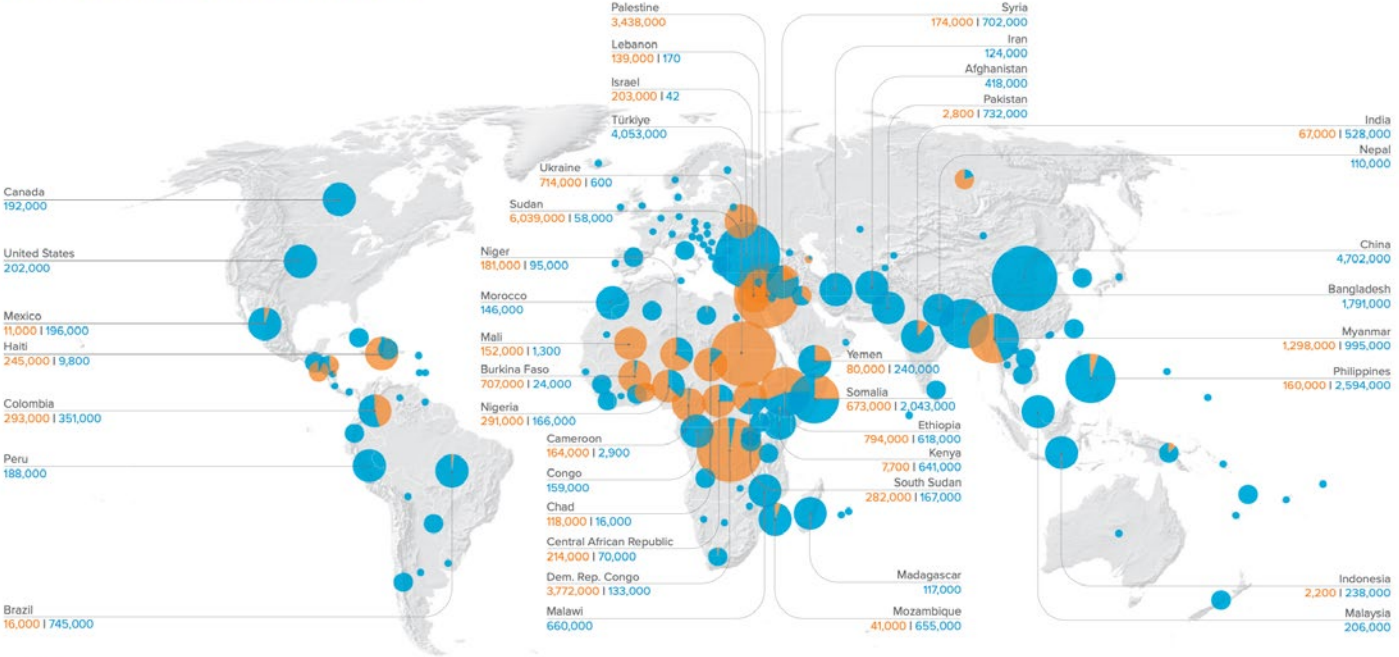 Palestine
3,438,000
Lebanon
139,000 | 170
Israel
203,000 | 42
Türkiye
4,053,000
Ukraine
714,000 | 600
Sudan
6,039,000 | 58,000
Niger
181,000 | 95,000
Morocco
146,000
Mali
152,000 | 1,300
Burkina Faso
707,000 | 24,000
Nigeria
291,000 | 166,000
Cameroon
164,000 | 2,900
Congo
159,000
Chad
118,000 | 16,000
Central African Republic
214,000 | 70,000
Dem. Rep. Congo
3,772,000 | 133,000
Malawi
660,000
Canada
192,000
United States
202,000
Mexico
11,000 | 196,000
Haiti
245,000 | 9,800
Colombia
293,000 | 351,000
Peru
188,000
Brazil
16,000 | 745,000
Syria
174,000 | 702,000
Iran
124,000
Afghanistan
418,000
Pakistan
2,800 | 732,000
India
67,000 | 528,000
Nepal
110,000
China
4,702,000
Bangladesh
1,791,000
Myanmar
1,298,000 | 995,000
Philippines
160,000 | 2,594,000
Yemen
80,000 | 240,000
Somalia
673,000 | 2,043,000
Ethiopia
794,000 | 618,000
Kenya
7,700 | 641,000
South Sudan
282,000 | 167,000
Madagascar
117,000
Mozambique
41,000 | 655,000
Indonesia
2,200 | 238,000
Malaysia
206,000